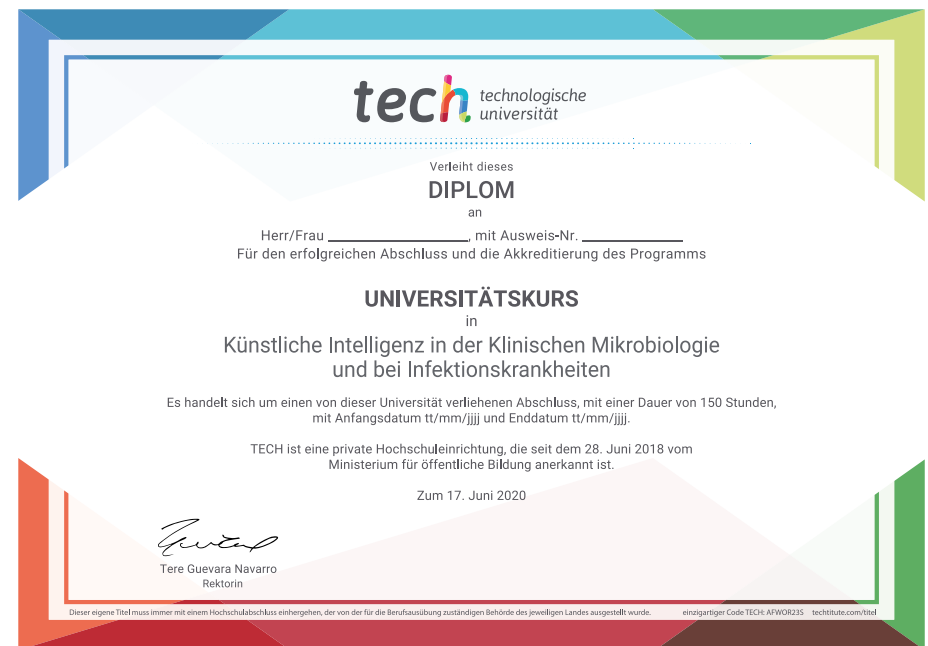 tech technologische
universität
Verleiht dieses
DIPLOM
an
Herr/Frau ____________, mit Ausweis-Nr. ____________
Für den erfolgreichen Abschluss und die Akkreditierung des Programms
UNIVERSITÄTSKURS
in
Künstliche Intelligenz in der Klinischen Mikrobiologie
und bei Infektionskrankheiten
Es handelt sich um einen von dieser Universität verliehenen Abschluss, mit einer Dauer von 150 Stunden,
mit Anfangsdatum tt/mm/jjjj und Enddatum tt/mm/jjjj.
TECH ist eine private Hochschuleinrichtung, die seit dem 28. Juni 2018 vom
Ministerium für öffentliche Bildung anerkannt ist.
Zum 17. Juni 2020
Tere Guevara Navarro
Rektorin
Dieser eigene Titel muss immer mit einem Hochschulabschluss einhergehen, der von der für die Berufsausübung zuständigen Behörde des jeweiligen Landes ausgestellt wurde. einzigartiger Code TECH: AFWOR23S techtitute.com/titel